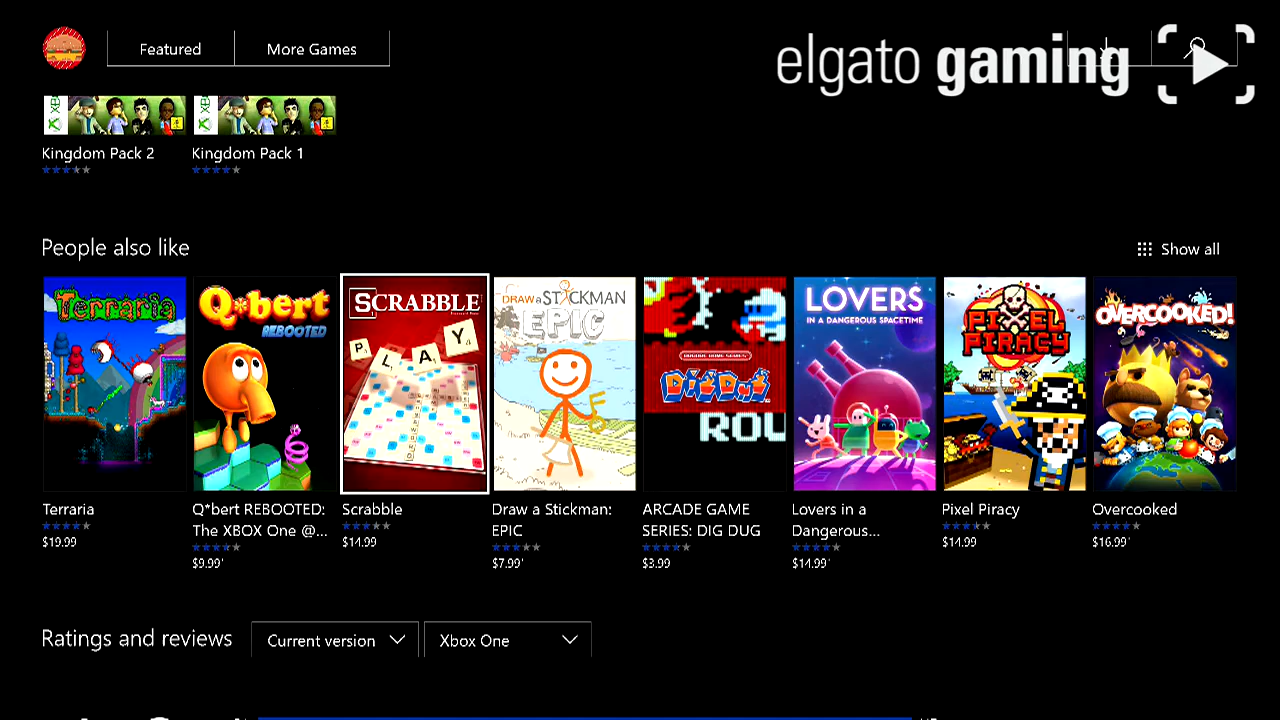 Featured
More Games
elgato gaming
XB
XB
Kingdom Pack 2
Kingdom Pack 1
People also like
Show all
Terraria
Q*bert
REBOOTED
SCRABBLE
P L A Y
DRAW a STICKMAN
EPIC
DIG DUG
ROU
LOVERS
IN A DANGEROUS SPACETIME
PIXEL
PIRACY
OVERCOOKED!
Terraria
$19.99
Q*bert REBOOTED:
The XBOX One @...
$9.99+
Scrabble
$14.99
Draw a Stickman:
EPIC
$7.99+
ARCADE GAME
SERIES: DIG DUG
$3.99
Lovers in a
Dangerous...
$14.99+
Pixel Piracy
$14.99
Overcooked
$16.99+
Ratings and reviews
Current version
Xbox One